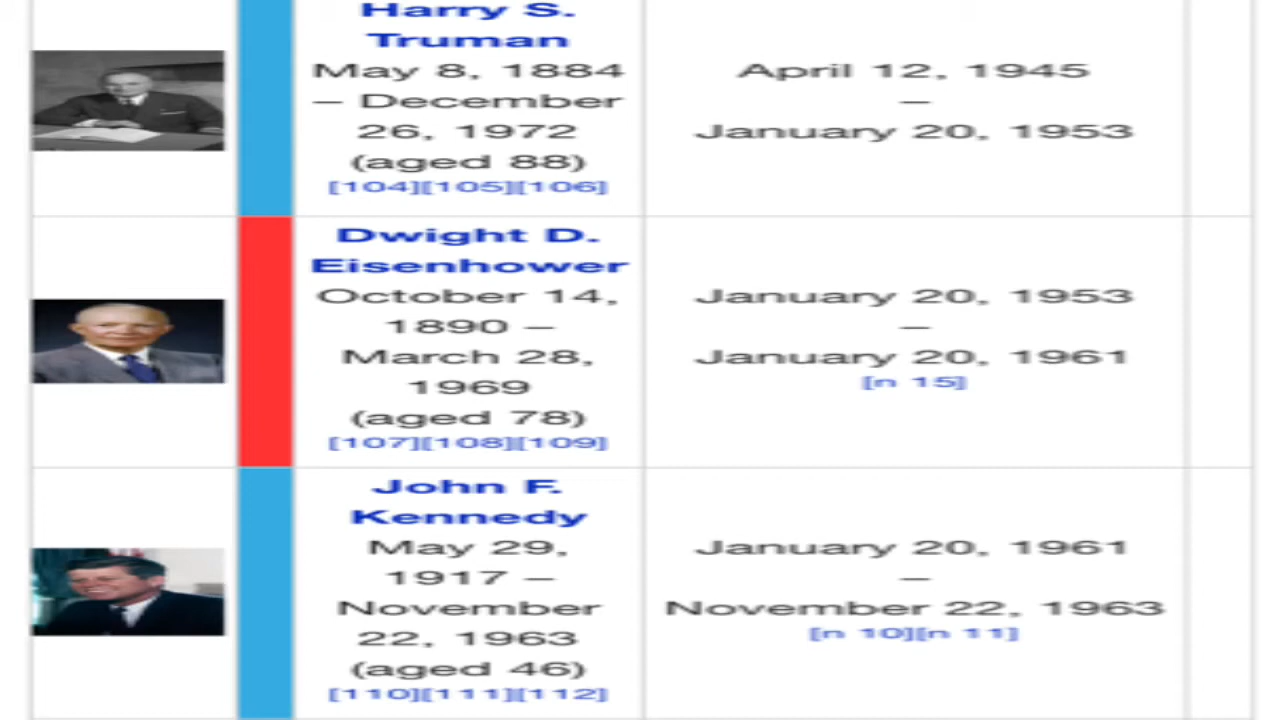 Harry S.
Truman
May 8, 1884
– December
26, 1972
(aged 88)
[104][105][106]
April 12, 1945
–
January 20, 1953
Dwight D.
Eisenhower
October 14,
1890 –
March 28,
1969
(aged 78)
[107][108][109]
January 20, 1953
–
January 20, 1961
[n 15]
John F.
Kennedy
May 29,
1917 –
November
22, 1963
(aged 46)
[110][111][112]
January 20, 1961
–
November 22, 1963
[n 10][n 11]